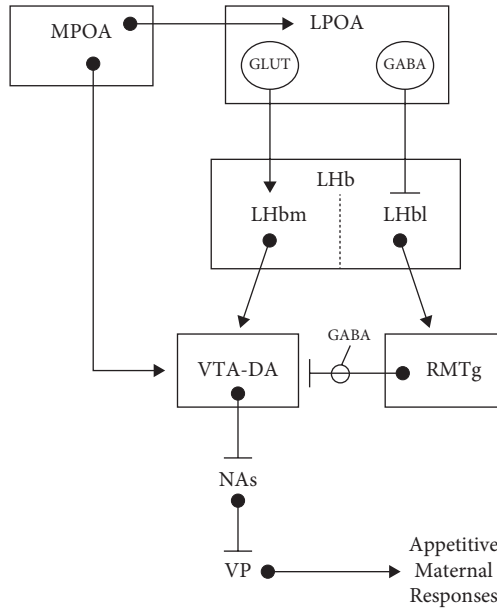 MPOA
LPOA
GLUT
GABA
LHb
LHbm
LHbl
GABA
VTA-DA
RMTg
NAs
VP
Appetitive
Maternal
Responses